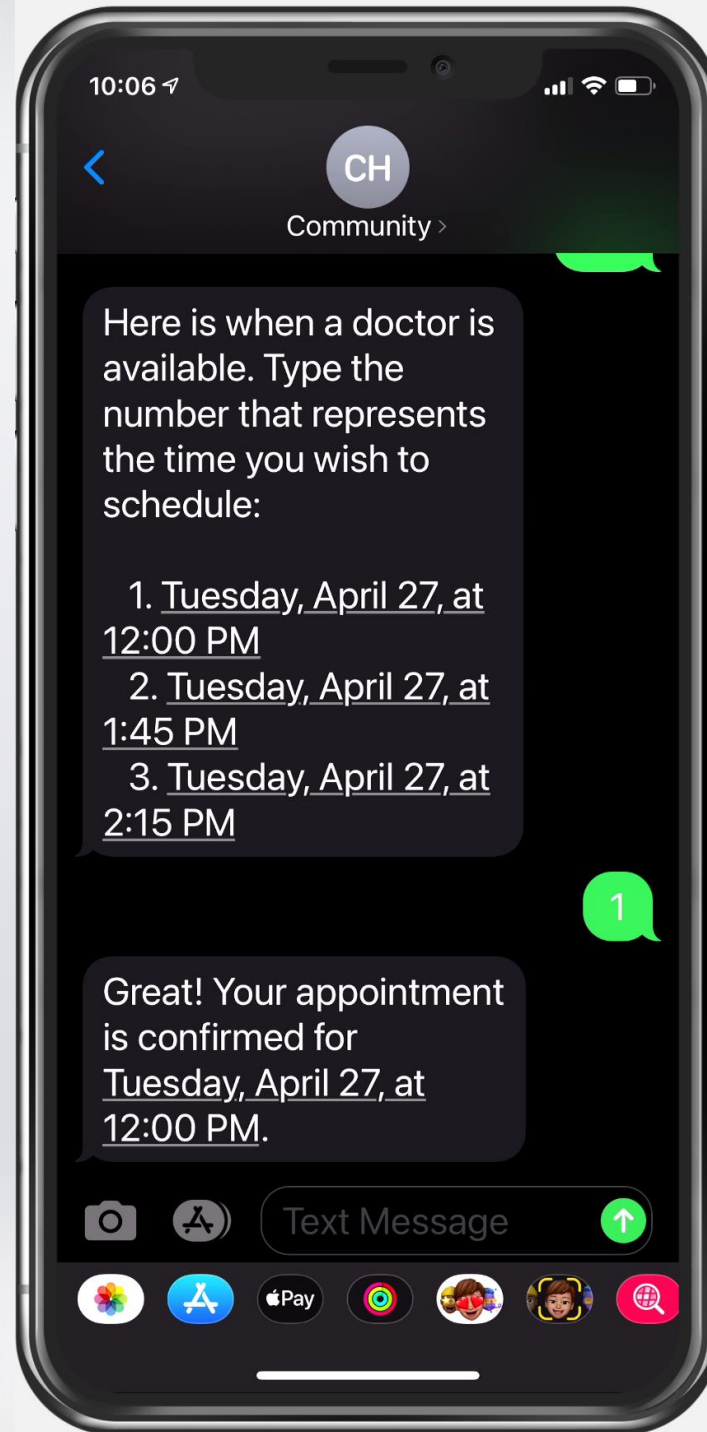 10:06
CH
Community
Here is when a doctor is
available. Type the
number that represents
the time you wish to
schedule:
1. Tuesday, April 27, at
12:00 PM
2. Tuesday, April 27, at
1:45 PM
3. Tuesday, April 27, at
2:15 PM
1
Great! Your appointment
is confirmed for
Tuesday, April 27, at
12:00 PM.
Text Message
Pay